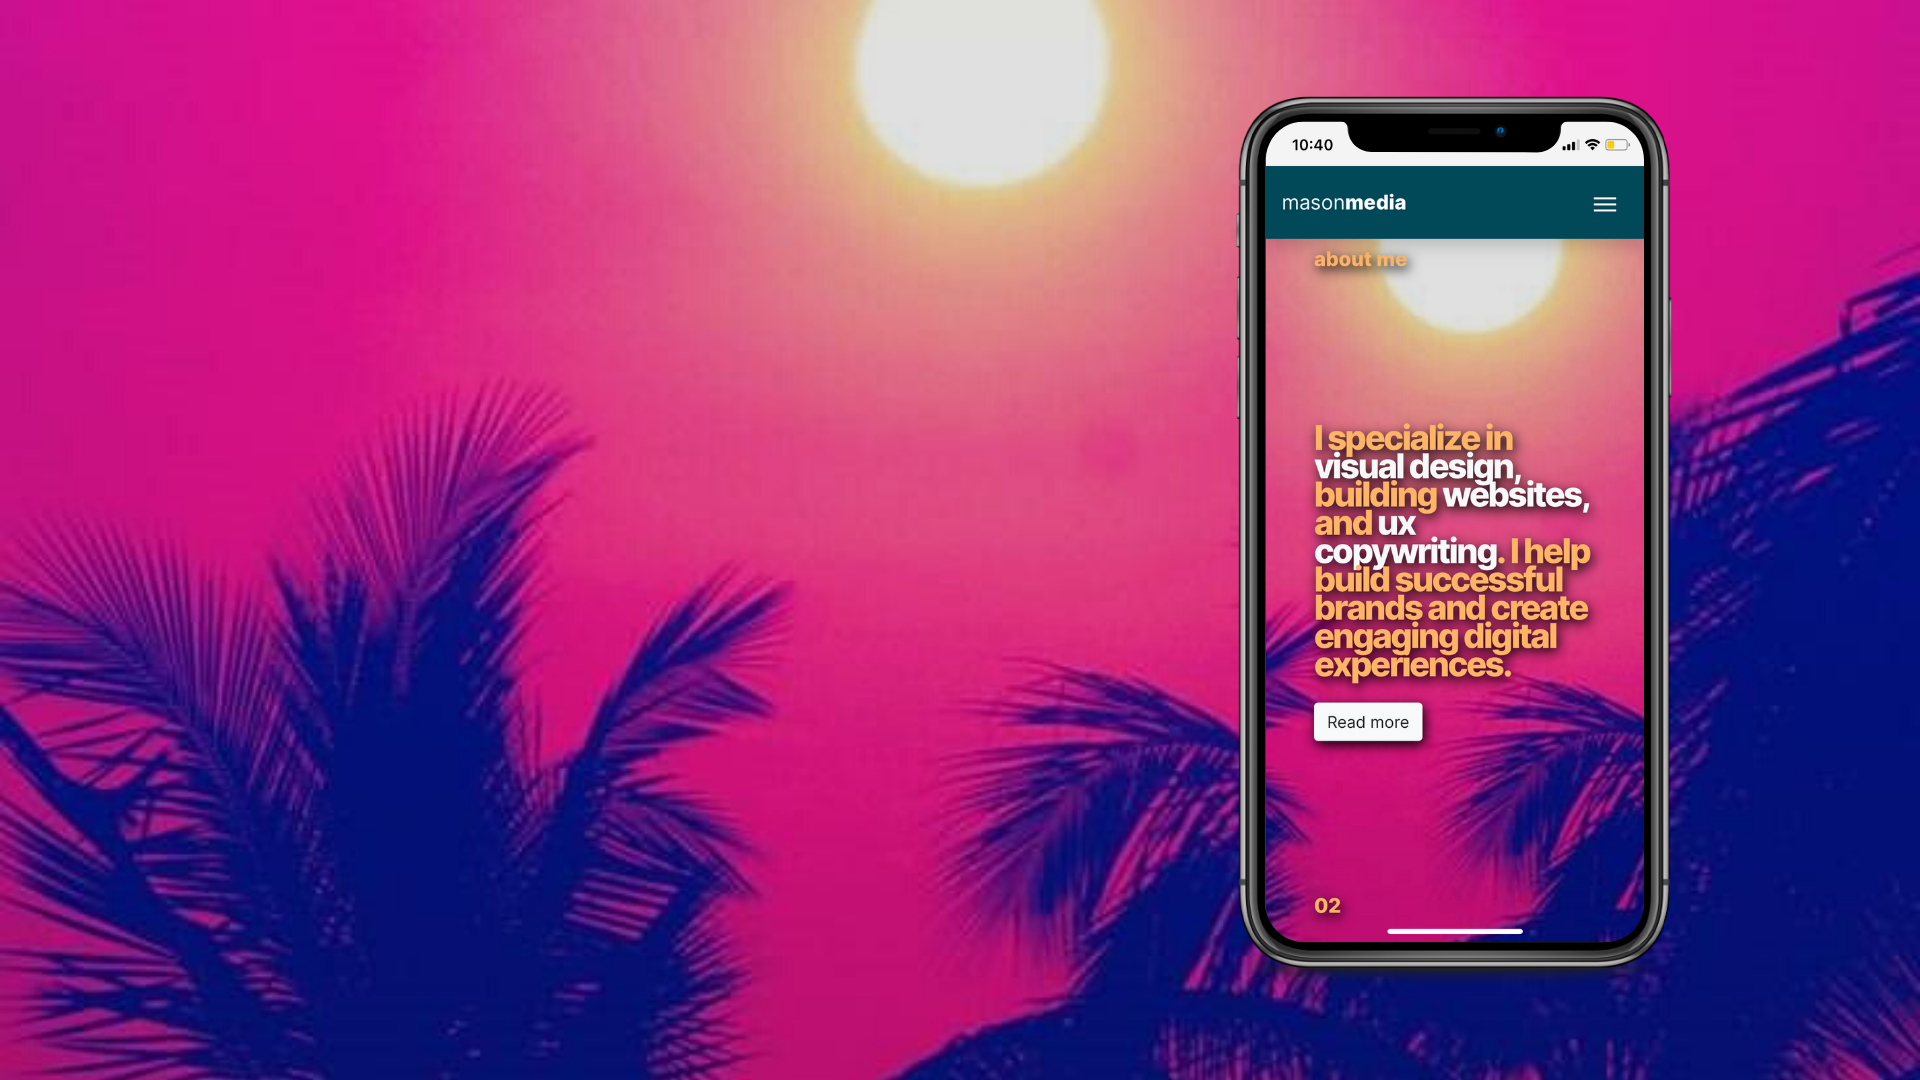 10:40
masonmedia
about me
I specialize in
visual design,
building websites,
and ux
copywriting. I help
build successful
brands and create
engaging digital
experiences.
Read more
02